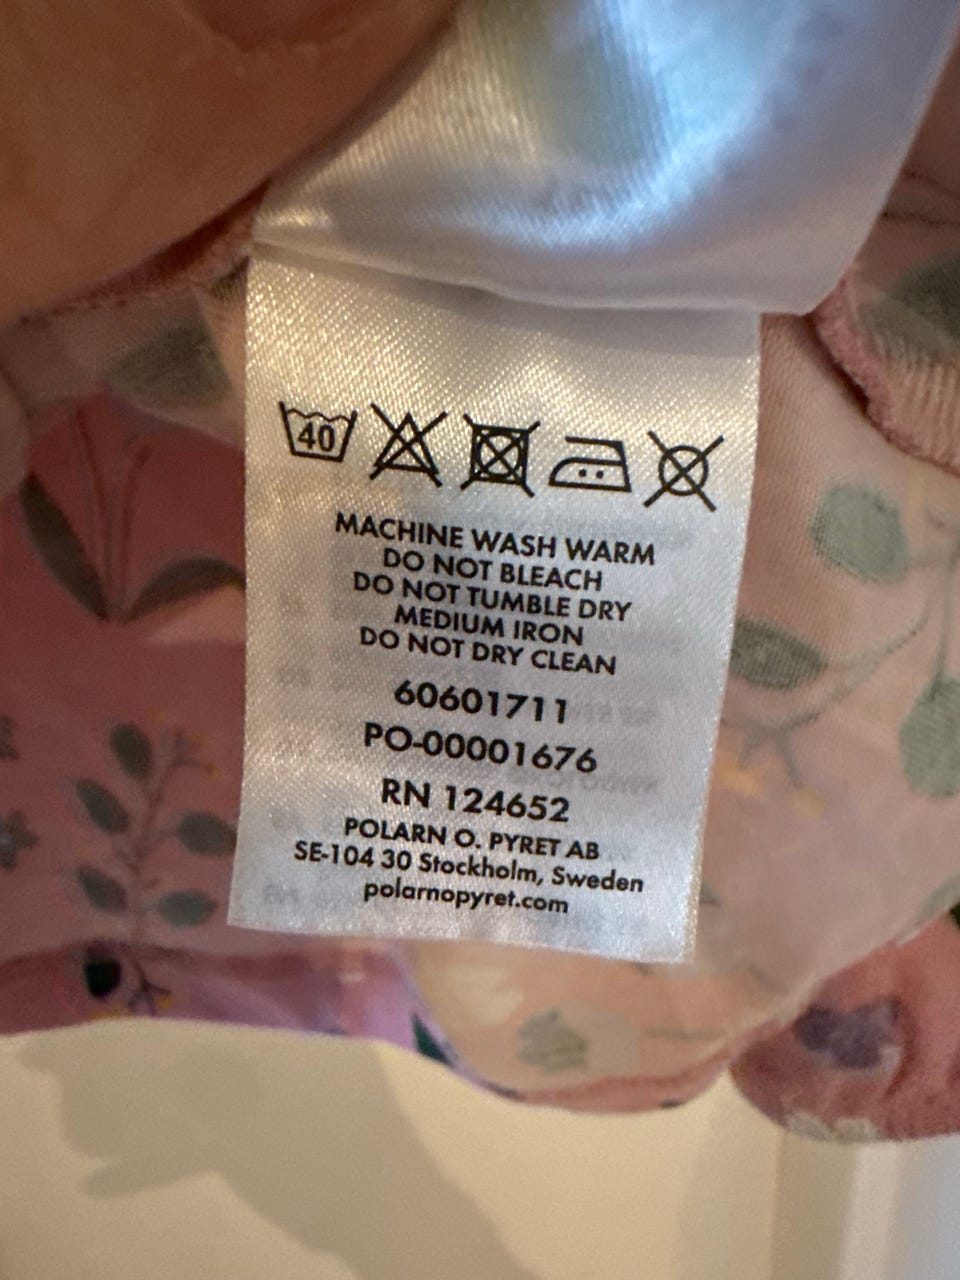 40
MACHINE WASH WARM
DO NOT BLEACH
DO NOT TUMBLE DRY
MEDIUM IRON
DO NOT DRY CLEAN
60601711
PO-00001676
RN 124652
POLARN O. PYRET AB
SE-104 30 Stockholm, Sweden
polarnopyret.com